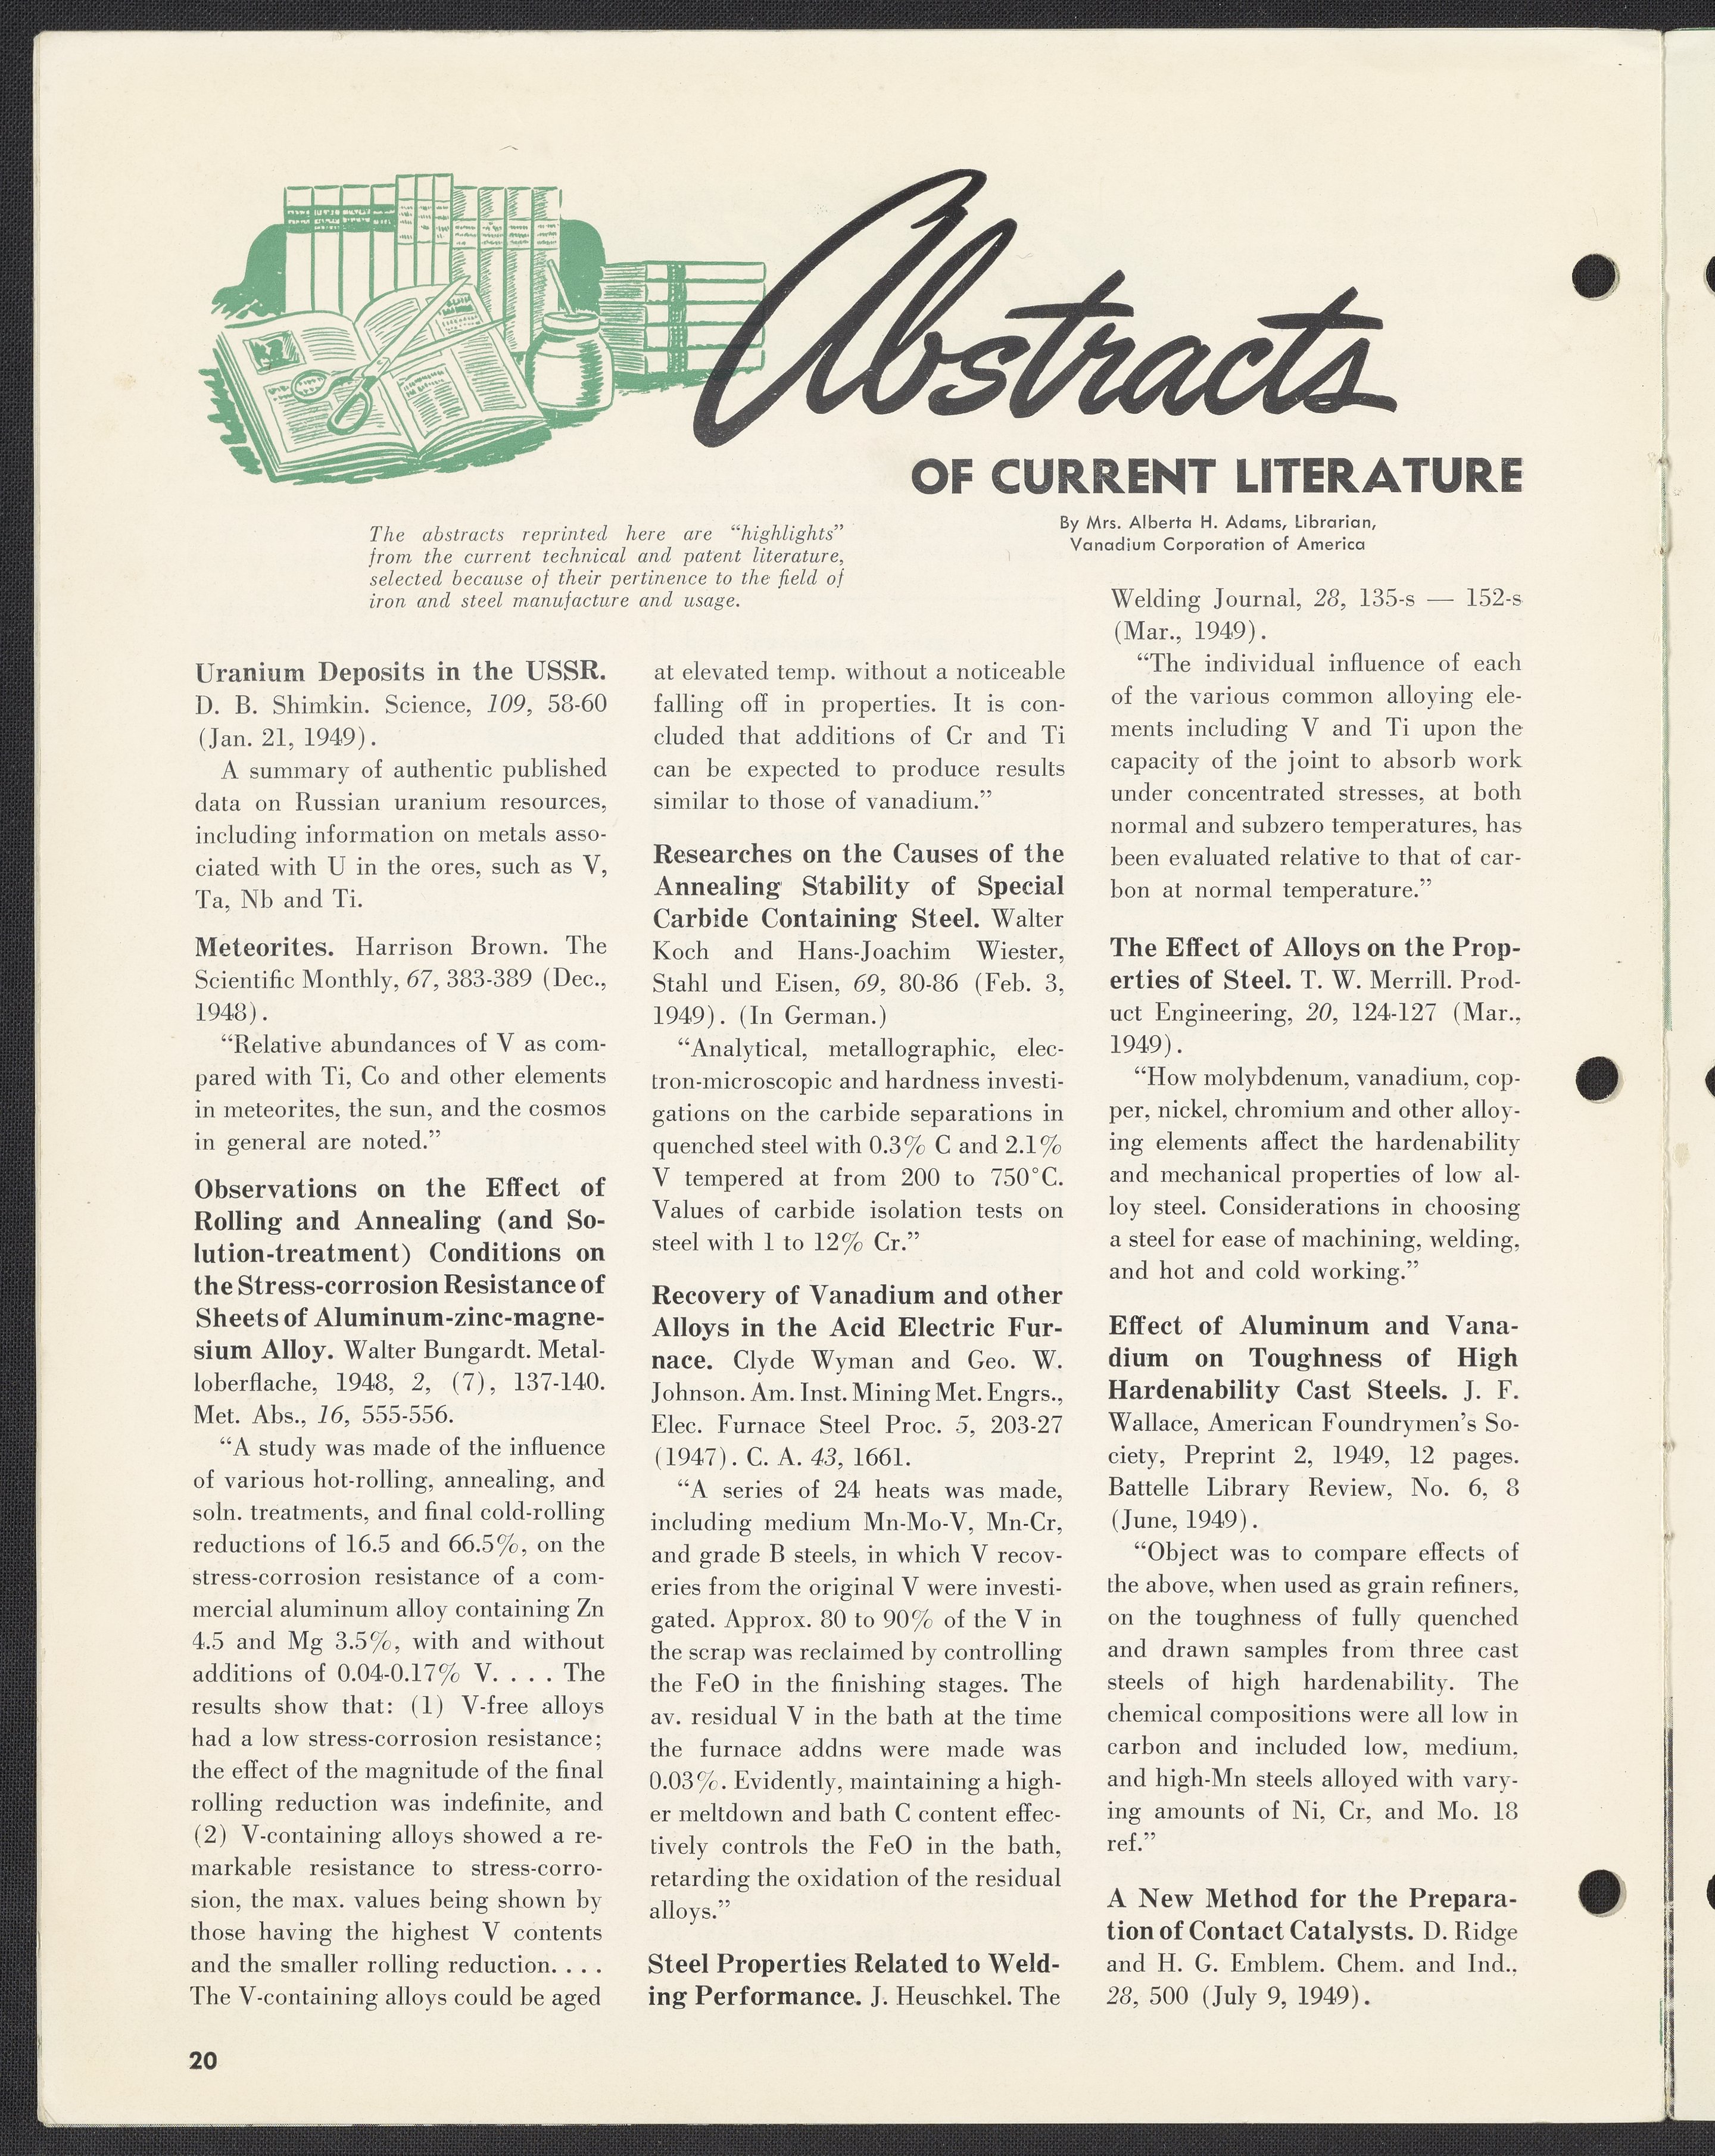 Abstracts
OF CURRENT LITERATURE
By Mrs. Alberta H. Adams, Librarian,
Vanadium Corporation of America
The abstracts reprinted here are “highlights”
from the current technical and patent literature,
selected because of their pertinence to the field of
iron and steel manufacture and usage.
Uranium Deposits in the USSR.
D. B. Shimkin. Science, 109, 58-60
(Jan. 21, 1949).
A summary of authentic published
data on Russian uranium resources,
including information on metals asso-
ciated with U in the ores, such as V,
Ta, Nb and Ti.
Meteorites. Harrison Brown. The
Scientific Monthly, 67, 383-389 (Dec.,
1948).
“Relative abundances of V as com-
pared with Ti, Co and other elements
in meteorites, the sun, and the cosmos
in general are noted.”
Observations on the Effect of
Rolling and Annealing (and So-
lution-treatment) Conditions on
the Stress-corrosion Resistance of
Sheets of Aluminum-zinc-magne-
sium Alloy. Walter Bungardt. Metal-
loberflache, 1948, 2, (7), 137-140.
Met. Abs., 16, 555-556.
“A study was made of the influence
of various hot-rolling, annealing, and
soln. treatments, and final cold-rolling
reductions of 16.5 and 66.5%, on the
stress-corrosion resistance of a com-
mercial aluminum alloy containing Zn
4.5 and Mg 3.5%, with and without
additions of 0.04-0.17% V. . . . The
results show that: (1) V-free alloys
had a low stress-corrosion resistance;
the effect of the magnitude of the final
rolling reduction was indefinite, and
(2) V-containing alloys showed a re-
markable resistance to stress-corro-
sion, the max. values being shown by
those having the highest V contents
and the smaller rolling reduction. . . .
The V-containing alloys could be aged
at elevated temp. without a noticeable
falling off in properties. It is con-
cluded that additions of Cr and Ti
can be expected to produce results
similar to those of vanadium.”
Researches on the Causes of the
Annealing Stability of Special
Carbide Containing Steel. Walter
Koch and Hans-Joachim Wiester,
Stahl und Eisen, 69, 80-86 (Feb. 3,
1949). (In German.)
“Analytical, metallographic, elec-
tron-microscopic and hardness investi-
gations on the carbide separations in
quenched steel with 0.3% C and 2.1%
V tempered at from 200 to 750°C.
Values of carbide isolation tests on
steel with 1 to 12% Cr.”
Recovery of Vanadium and other
Alloys in the Acid Electric Fur-
nace. Clyde Wyman and Geo. W.
Johnson. Am. Inst. Mining Met. Engrs.,
Elec. Furnace Steel Proc. 5, 203-27
(1947). C. A. 43, 1661.
“A series of 24 heats was made,
including medium Mn-Mo-V, Mn-Cr,
and grade B steels, in which V recov-
eries from the original V were investi-
gated. Approx. 80 to 90% of the V in
the scrap was reclaimed by controlling
the FeO in the finishing stages. The
av. residual V in the bath at the time
the furnace addns were made was
0.03%. Evidently, maintaining a high-
er meltdown and bath C content effec-
tively controls the FeO in the bath,
retarding the oxidation of the residual
alloys.”
Steel Properties Related to Weld-
ing Performance. J. Heuschkel. The
Welding Journal, 28, 135-s — 152-s
(Mar., 1949).
“The individual influence of each
of the various common alloying ele-
ments including V and Ti upon the
capacity of the joint to absorb work
under concentrated stresses, at both
normal and subzero temperatures, has
been evaluated relative to that of car-
bon at normal temperature.”
The Effect of Alloys on the Prop-
erties of Steel. T. W. Merrill. Prod-
uct Engineering, 20, 124-127 (Mar.,
1949).
“How molybdenum, vanadium, cop-
per, nickel, chromium and other alloy-
ing elements affect the hardenability
and mechanical properties of low al-
loy steel. Considerations in choosing
a steel for ease of machining, welding,
and hot and cold working.”
Effect of Aluminum and Vana-
dium on Toughness of High
Hardenability Cast Steels. J. F.
Wallace, American Foundrymen’s So-
ciety, Preprint 2, 1949, 12 pages.
Battelle Library Review, No. 6, 8
(June, 1949).
“Object was to compare effects of
the above, when used as grain refiners,
on the toughness of fully quenched
and drawn samples from three cast
steels of high hardenability. The
chemical compositions were all low in
carbon and included low, medium,
and high-Mn steels alloyed with vary-
ing amounts of Ni, Cr, and Mo. 18
ref.”
A New Method for the Prepara-
tion of Contact Catalysts. D. Ridge
and H. G. Emblem. Chem. and Ind.,
28, 500 (July 9, 1949).
20